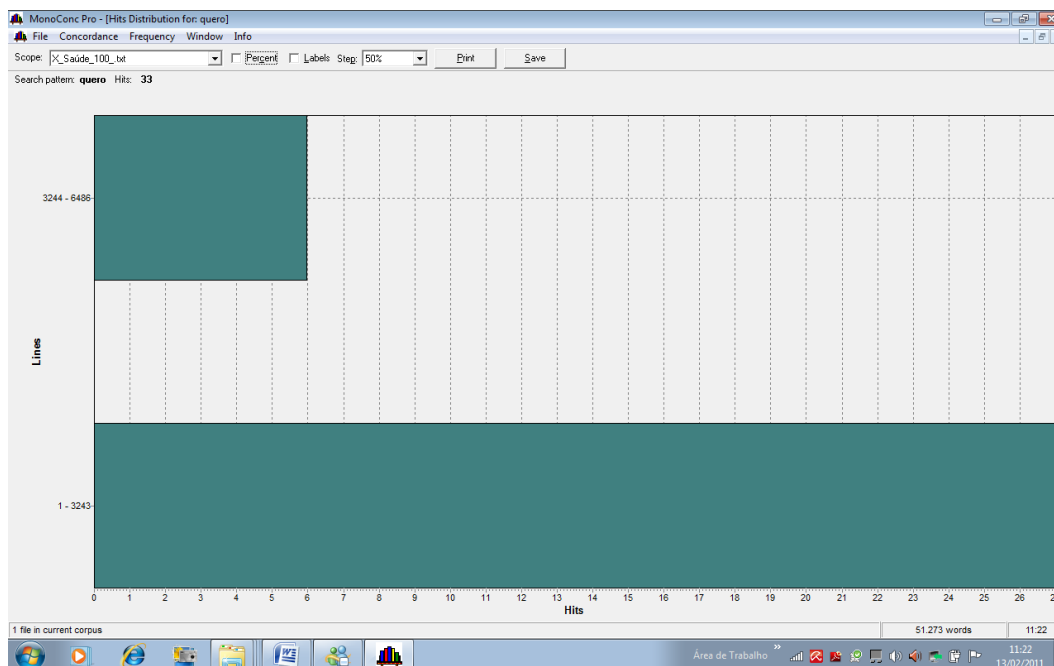 MonoConc Pro - [Hits Distribution for: quero]
File Concordance Frequency Window Info
Scope: X_Saúde_100_.txt Percent Labels Step: 50% Print Save
Search pattern: quero Hits: 33
3244 - 6486
Lines
1 - 3243
0 1 2 3 4 5 6 7 8 9 10 11 12 13 14 15 16 17 18 19 20 21 22 23 24 25 26
Hits
1 file in current corpus 51.273 words 11:22
Área de Trabalho » 11:22
13/02/2011